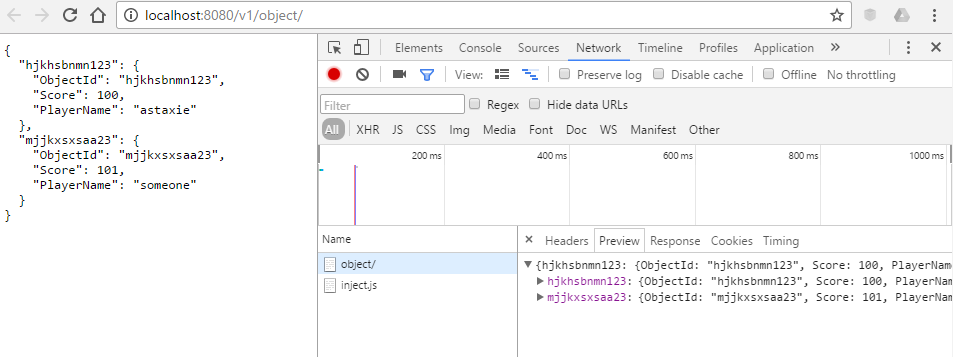 localhost:8080/v1/object/
{
"hjkhsbnmn123": {
"ObjectId": "hjkhsbnmn123",
"Score": 100,
"PlayerName": "astaxie"
},
"mjjkxsxsaa23": {
"ObjectId": "mjjkxsxsaa23",
"Score": 101,
"PlayerName": "someone"
}
}
Elements Console Sources Network Timeline Profiles Application »
View: Preserve log Disable cache Offline No throttling
Filter Regex Hide data URLs
All XHR JS CSS Img Media Font Doc WS Manifest Other
200 ms 400 ms 600 ms 800 ms 1000 ms
Name
object/
inject.js
× Headers Preview Response Cookies Timing
{hjkhsbnmn123: {ObjectId: "hjkhsbnmn123", Score: 100, PlayerNam
hjkhsbnmn123: {ObjectId: "hjkhsbnmn123", Score: 100, PlayerNam
mjjkxsxsaa23: {ObjectId: "mjjkxsxsaa23", Score: 101, PlayerNam